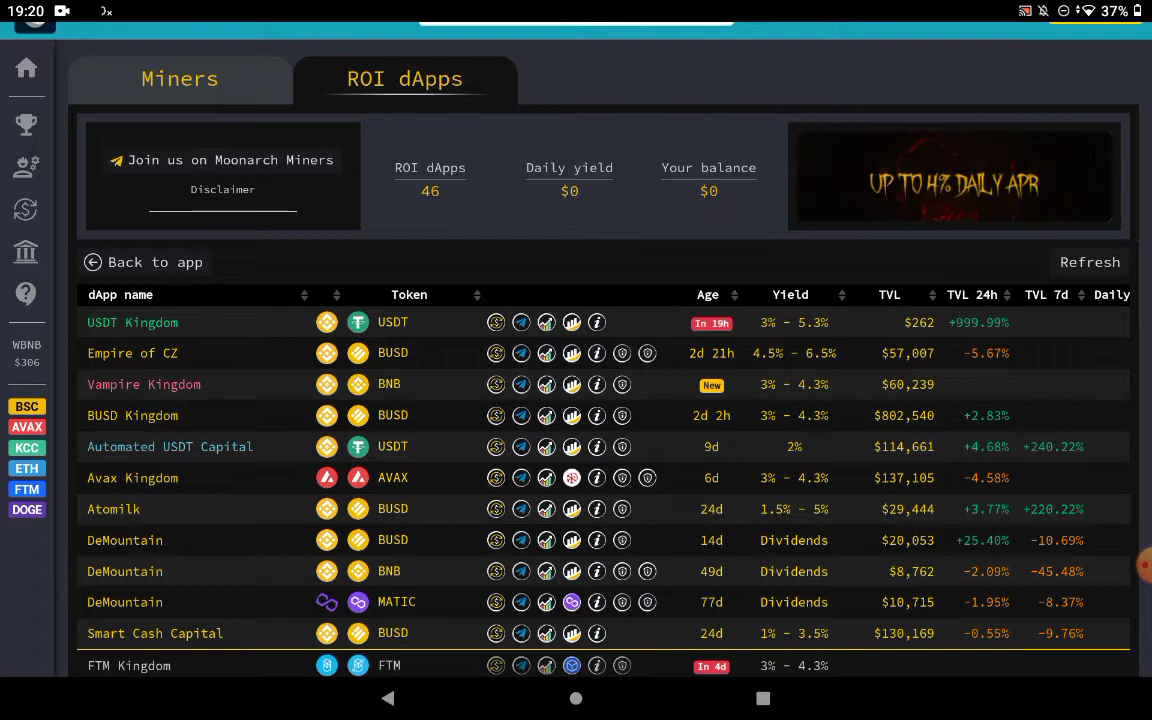 19:20 37%
Miners ROI dApps
Join us on Moonarch Miners
Disclaimer
ROI dApps Daily yield Your balance
46 $0 $0
UP TO 4% DAILY APR
Back to app Refresh
dApp name Token Age Yield TVL TVL 24h TVL 7d Daily
USDT Kingdom USDT In 19h 3% - 5.3% $262 +999.99%
Empire of CZ BUSD 2d 21h 4.5% - 6.5% $57,007 -5.67%
Vampire Kingdom BNB New 3% - 4.3% $60,239
BUSD Kingdom BUSD 2d 2h 3% - 4.3% $802,540 +2.83%
Automated USDT Capital USDT 9d 2% $114,661 +4.68% +240.22%
Avax Kingdom AVAX 6d 3% - 4.3% $137,105 -4.58%
Atomilk BUSD 24d 1.5% - 5% $29,444 +3.77% +220.22%
DeMountain BUSD 14d Dividends $20,053 +25.40% -10.69%
DeMountain BNB 49d Dividends $8,762 -2.09% -45.48%
DeMountain MATIC 77d Dividends $10,715 -1.95% -8.37%
Smart Cash Capital BUSD 24d 1% - 3.5% $130,169 -0.55% -9.76%
FTM Kingdom FTM In 4d 3% - 4.3%
WBNB
$306
BSC
AVAX
KCC
ETH
FTM
DOGE